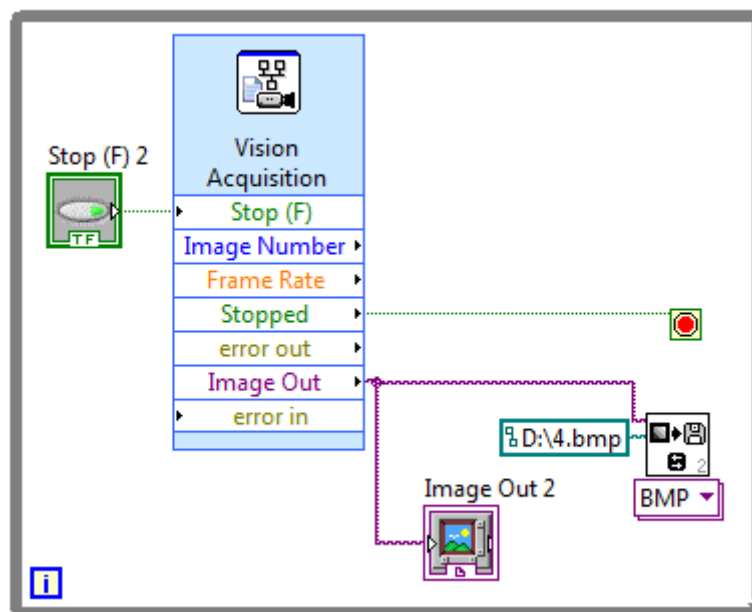 Stop (F) 2
TF
Vision
Acquisition
Stop (F)
Image Number
Frame Rate
Stopped
error out
Image Out
error in
D:\4.bmp
2
BMP
Image Out 2
i